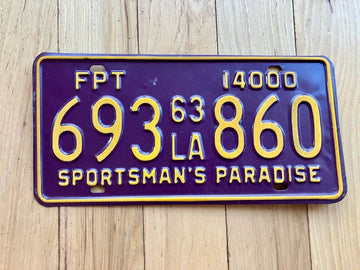 FPT 14000
693 63 LA 860
SPORTSMAN'S PARADISE